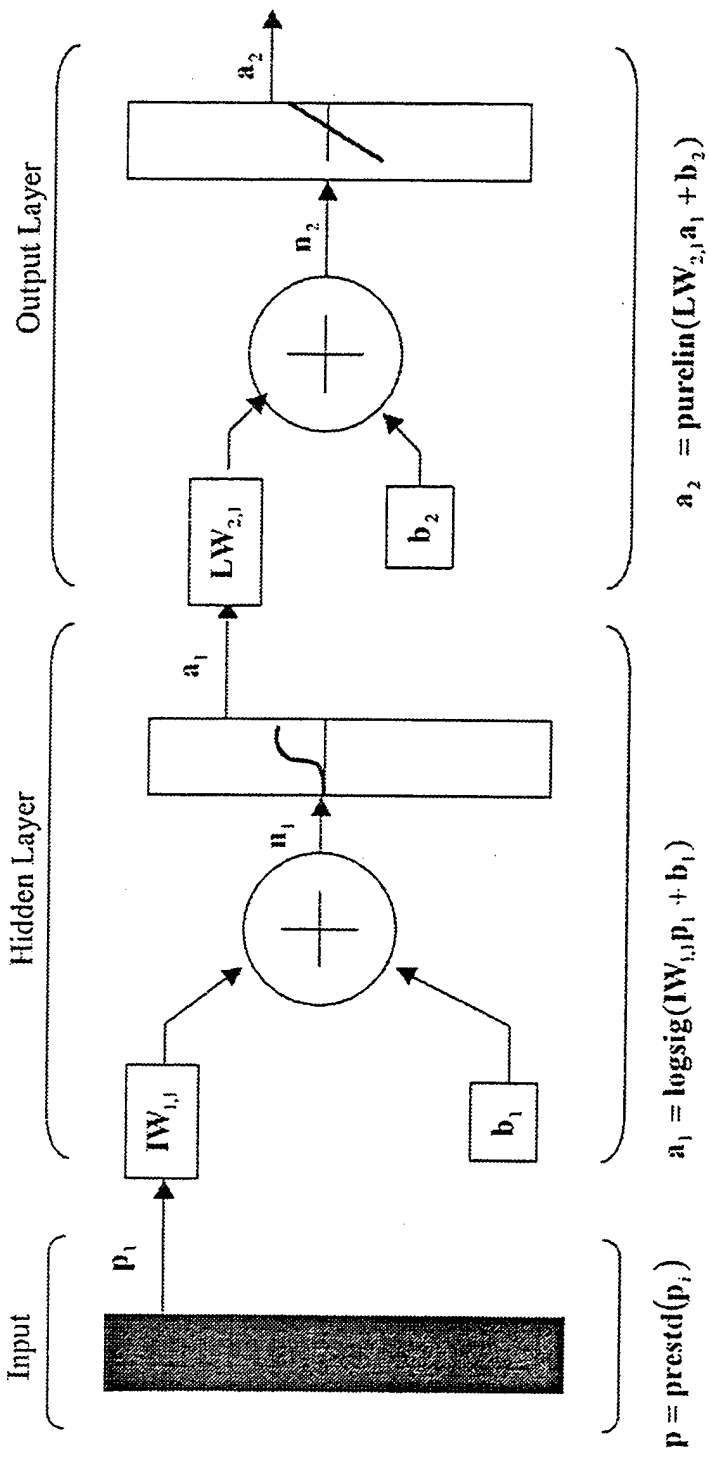 Input
Hidden Layer
Output Layer
p₁
IW₁,₁
b₁
n₁
a₁
LW₂,₁
b₂
n₂
a₂
p = prestd(pᵢ)
a₁ = logsig(IW₁,₁p₁ + b₁)
a₂ = purelin(LW₂,₁a₁ + b₂)